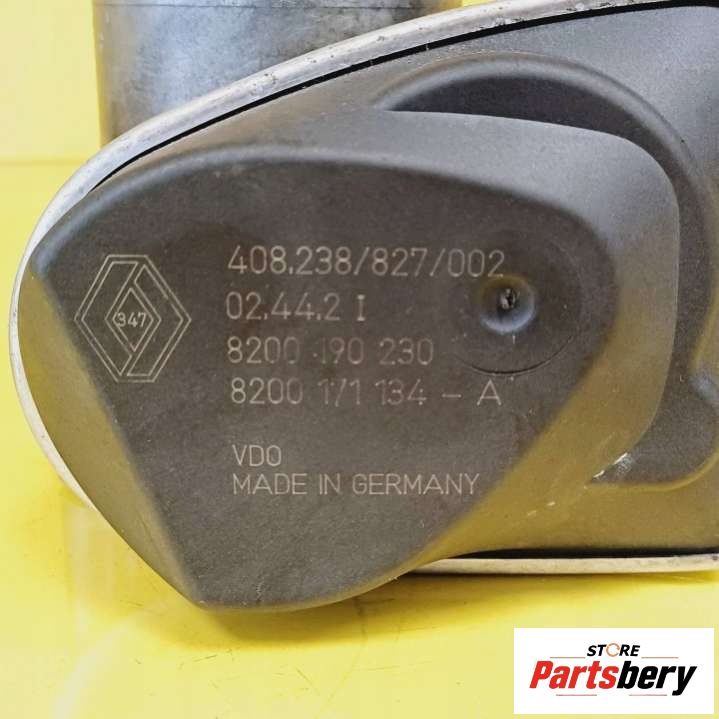 408.238/827/002
02.44.2 I
8200 190 230
8200 171 134 - A
347
VDO
MADE IN GERMANY
STORE
Partsbery